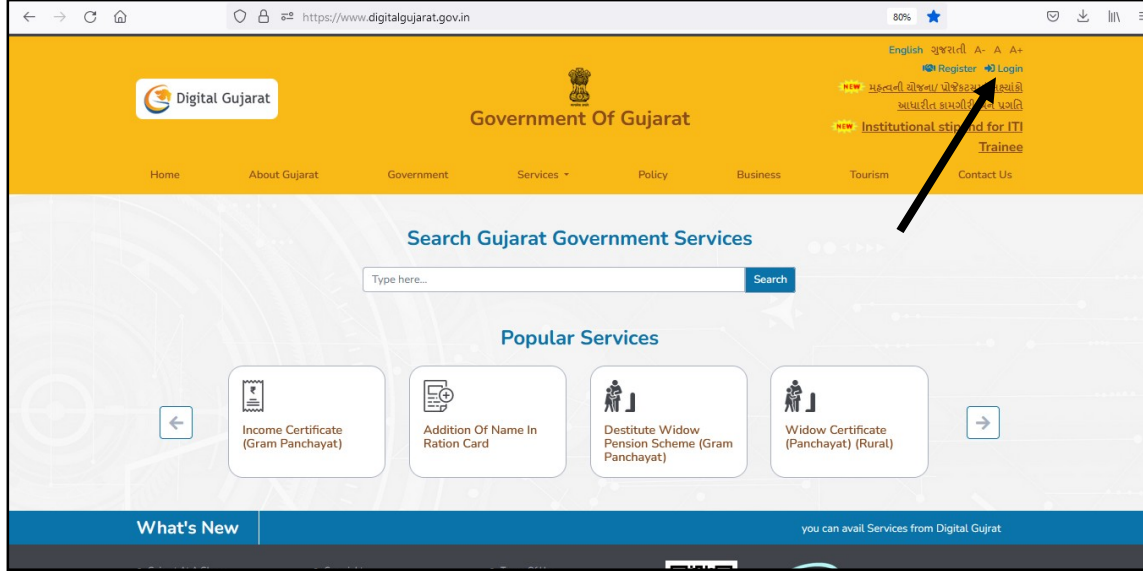 https://www.digitalgujarat.gov.in
80%
Digital Gujarat
Government Of Gujarat
English ગુજરાતી A- A A+
Register Login
NEW મહત્વની યોજના/
આધારીત કામગીરી પ્રગતિ
NEW Institutional stipend for ITI
Trainee
Home About Gujarat Government Services Policy Business Tourism Contact Us
Search Gujarat Government Services
Type here... Search
Popular Services
Income Certificate
(Gram Panchayat)
Addition Of Name In
Ration Card
Destitute Widow
Pension Scheme (Gram
Panchayat)
Widow Certificate
(Panchayat) (Rural)
What's New you can avail Services from Digital Gujrat